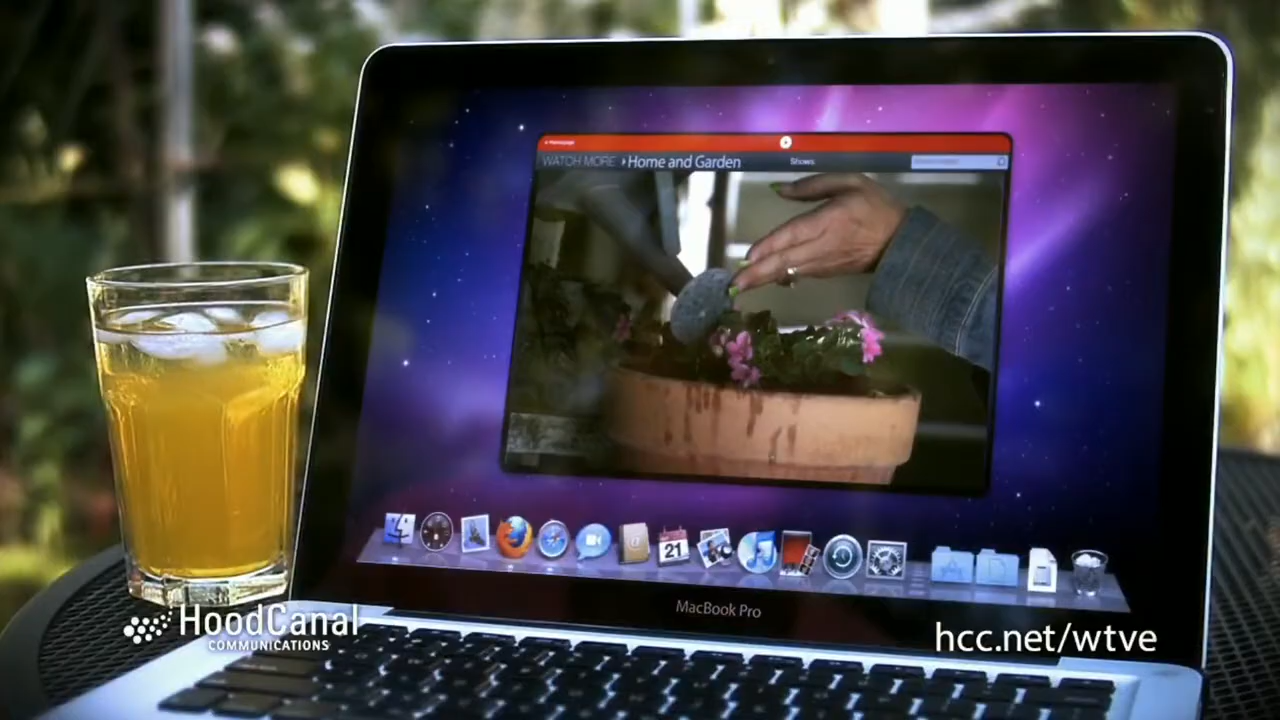 WATCH MORE ▸ Home and Garden
Shows
21
MacBook Pro
HoodCanal
COMMUNICATIONS
hcc.net/wtve